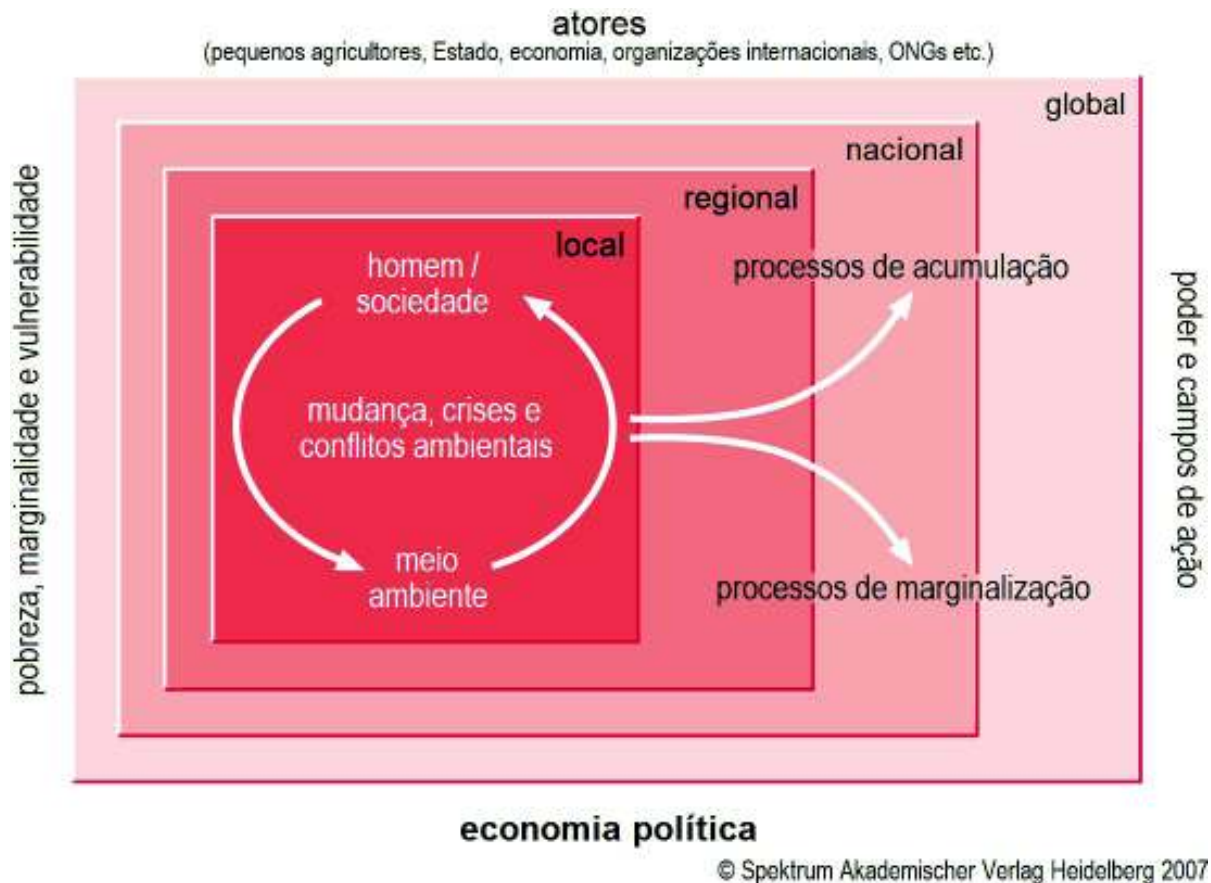 atores
(pequenos agricultores, Estado, economia, organizações internacionais, ONGs etc.)
global
nacional
regional
local
homem /
sociedade
mudança, crises e
conflitos ambientais
meio
ambiente
processos de acumulação
processos de marginalização
pobreza, marginalidade e vulnerabilidade
poder e campos de ação
economia política
© Spektrum Akademischer Verlag Heidelberg 2007